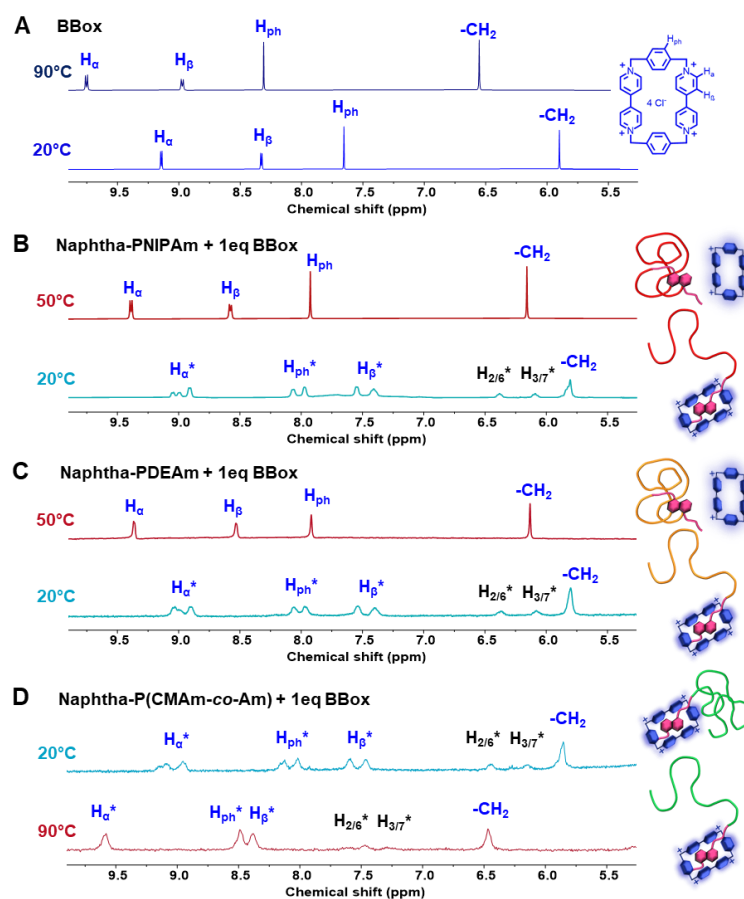 A BBox
Hα Hβ Hph -CH2
90°C
Hα Hβ Hph -CH2
20°C
9.5 9.0 8.5 8.0 7.5 7.0 6.5 6.0 5.5
Chemical shift (ppm)
Hph
N+ N+ Hα
Hβ
4 Cl-
N+ N+
B Naphtha-PNIPAm + 1eq BBox
Hα Hβ Hph -CH2
50°C
Hα* Hph* Hβ* H2/6* H3/7* -CH2
20°C
9.5 9.0 8.5 8.0 7.5 7.0 6.5 6.0 5.5
Chemical shift (ppm)
C Naphtha-PDEAm + 1eq BBox
Hα Hβ Hph -CH2
50°C
Hα* Hph* Hβ* H2/6* H3/7* -CH2
20°C
9.5 9.0 8.5 8.0 7.5 7.0 6.5 6.0 5.5
Chemical shift (ppm)
D Naphtha-P(CMAm-co-Am) + 1eq BBox
20°C
Hα* Hph* Hβ* H2/6* H3/7* -CH2
90°C
Hα* Hph* Hβ* H2/6* H3/7* -CH2
9.5 9.0 8.5 8.0 7.5 7.0 6.5 6.0 5.5
Chemical shift (ppm)